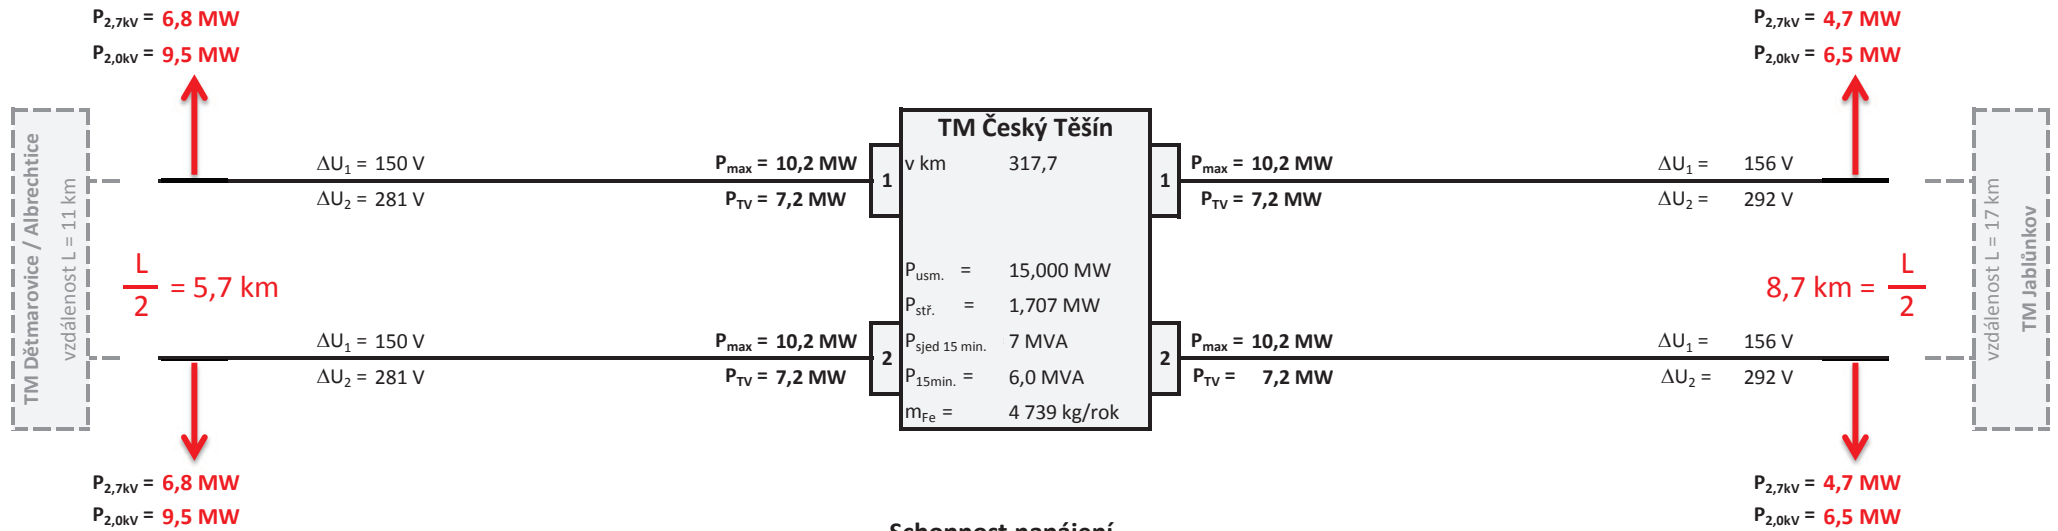 P2,7kV = 6,8 MW
P2,0kV = 9,5 MW
P2,7kV = 4,7 MW
P2,0kV = 6,5 MW
TM Dětmarovice / Albrechtice
vzdálenost L = 11 km
ΔU1 = 150 V
ΔU2 = 281 V
Pmax = 10,2 MW
PTV = 7,2 MW
1
TM Český Těšín
v km 317,7
1
Pmax = 10,2 MW
PTV = 7,2 MW
ΔU1 = 156 V
ΔU2 = 292 V
vzdálenost L = 17 km
TM Jablůnkov
L/2 = 5,7 km
Pusm. = 15,000 MW
Pstř. = 1,707 MW
Psjed 15 min. 7 MVA
P15min. = 6,0 MVA
mFe = 4 739 kg/rok
8,7 km = L/2
ΔU1 = 150 V
ΔU2 = 281 V
Pmax = 10,2 MW
PTV = 7,2 MW
2
2
Pmax = 10,2 MW
PTV = 7,2 MW
ΔU1 = 156 V
ΔU2 = 292 V
P2,7kV = 6,8 MW
P2,0kV = 9,5 MW
P2,7kV = 4,7 MW
P2,0kV = 6,5 MW